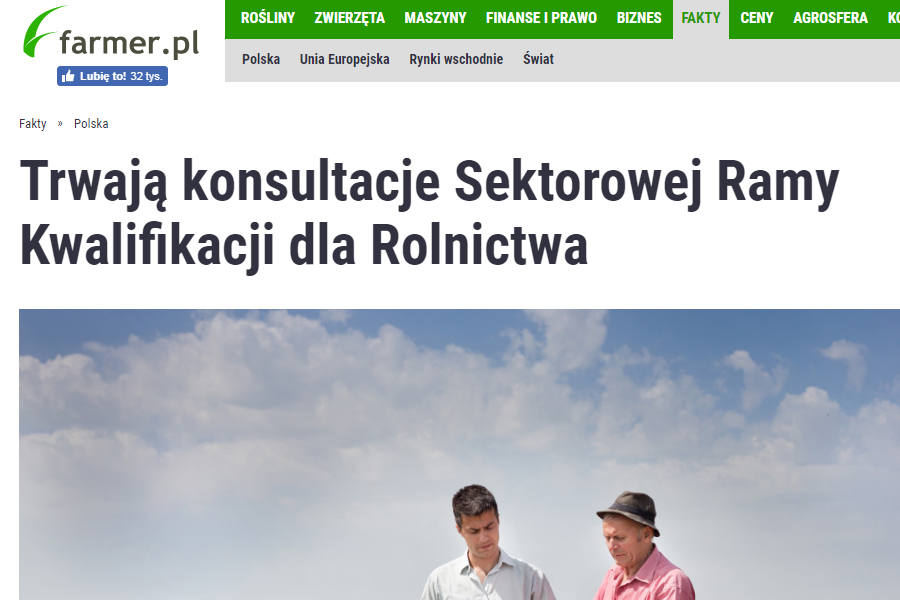 farmer.pl
Lubię to! 32 tys.
ROŚLINY ZWIERZĘTA MASZYNY FINANSE I PRAWO BIZNES FAKTY CENY AGROSFERA KO
Polska Unia Europejska Rynki wschodnie Świat
Fakty » Polska
Trwają konsultacje Sektorowej Ramy
Kwalifikacji dla Rolnictwa